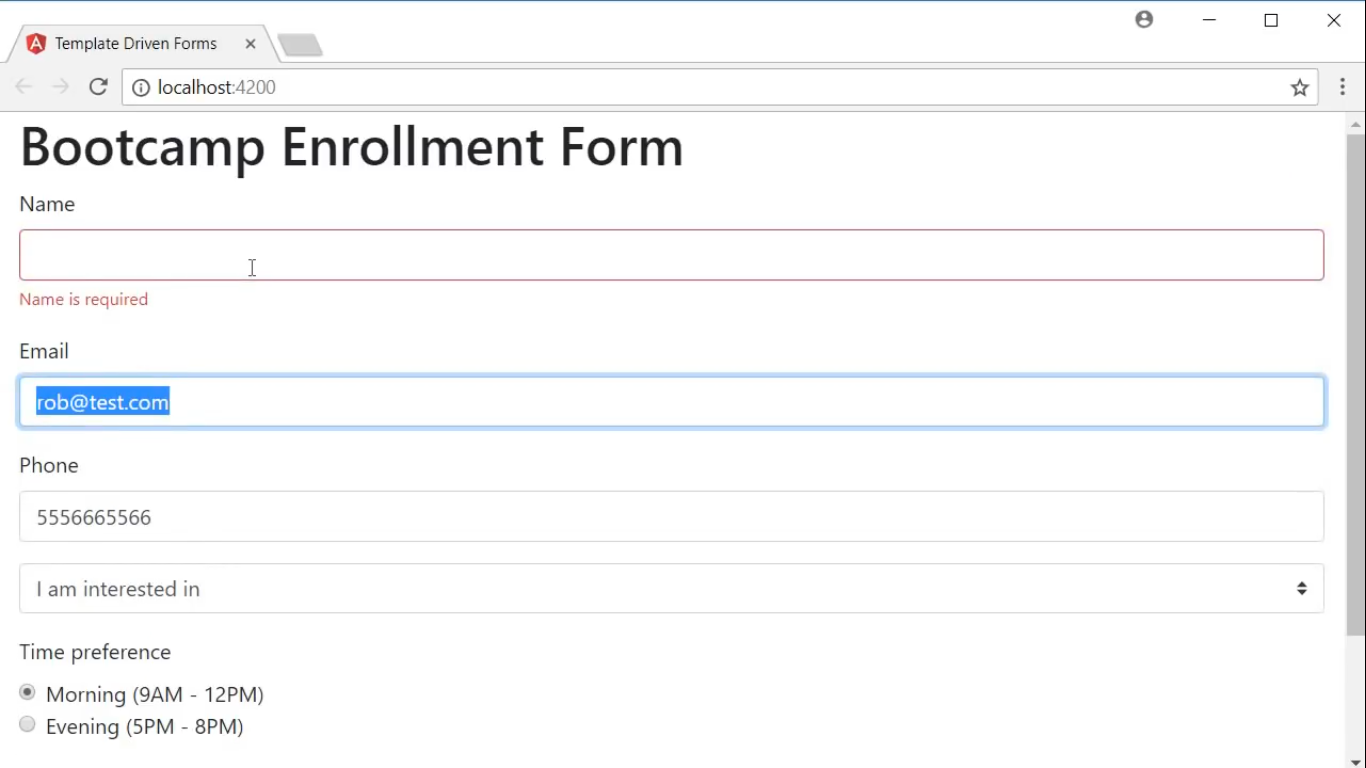 Template Driven Forms
localhost:4200
Bootcamp Enrollment Form
Name
Name is required
Email
rob@test.com
Phone
5556665566
I am interested in
Time preference
Morning (9AM - 12PM)
Evening (5PM - 8PM)